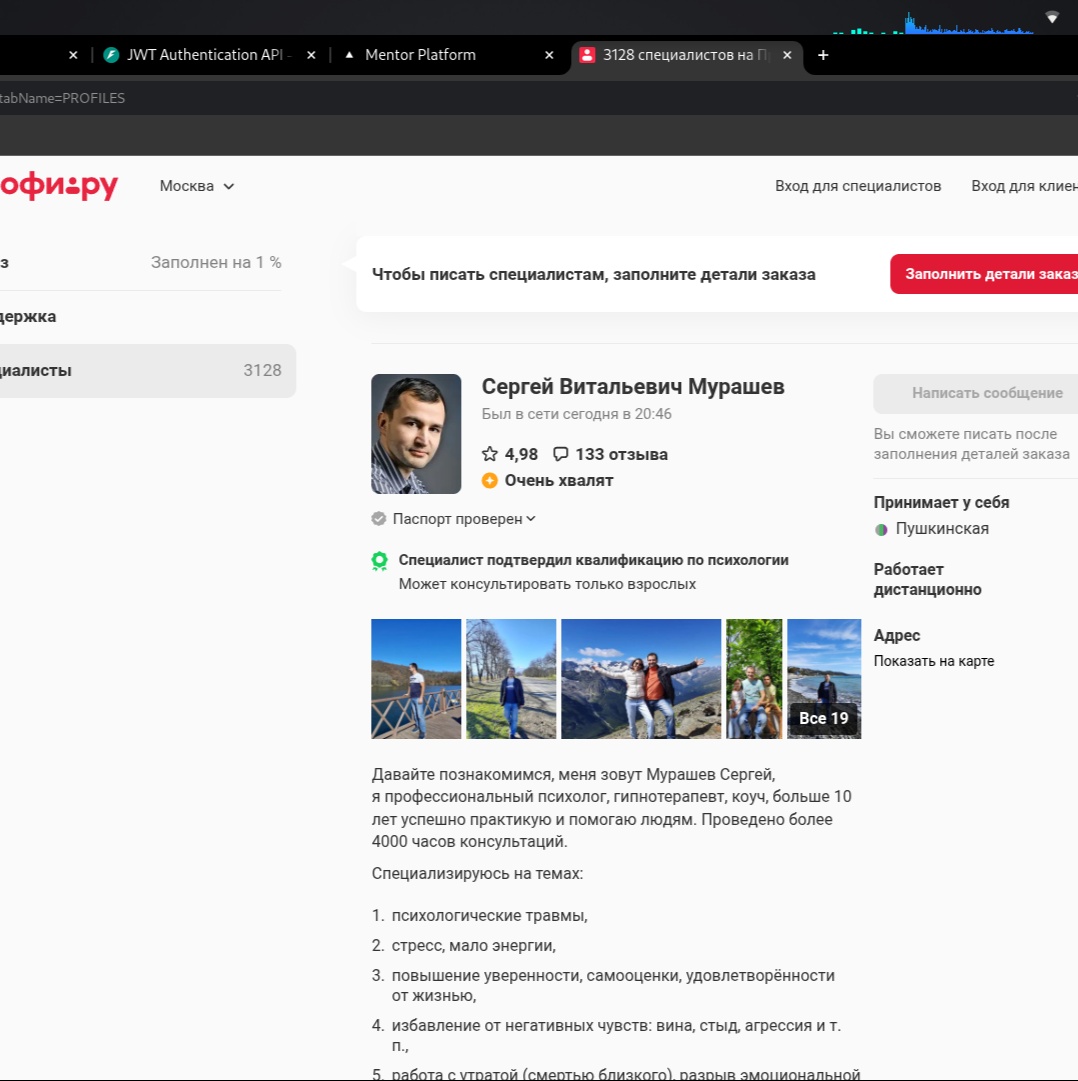 JWT Authentication API -
Mentor Platform
3128 специалистов на П
tabName=PROFILES
офи.ру
Москва
Вход для специалистов
Вход для клиен
з
Заполнен на 1 %
Чтобы писать специалистам, заполните детали заказа
Заполнить детали заказ
держка
циалисты
3128
Сергей Витальевич Мурашев
Был в сети сегодня в 20:46
4,98
133 отзыва
Очень хвалят
Паспорт проверен
Специалист подтвердил квалификацию по психологии
Может консультировать только взрослых
Написать сообщение
Вы сможете писать после
заполнения деталей заказа
Принимает у себя
Пушкинская
Работает
дистанционно
Адрес
Показать на карте
Все 19
Давайте познакомимся, меня зовут Мурашев Сергей,
я профессиональный психолог, гипнотерапевт, коуч, больше 10
лет успешно практикую и помогаю людям. Проведено более
4000 часов консультаций.
Специализируюсь на темах:
1. психологические травмы,
2. стресс, мало энергии,
3. повышение уверенности, самооценки, удовлетворённости
от жизнью,
4. избавление от негативных чувств: вина, стыд, агрессия и т.
п.,
5. работа с утратой (смертью близкого), разрыв эмоциональной